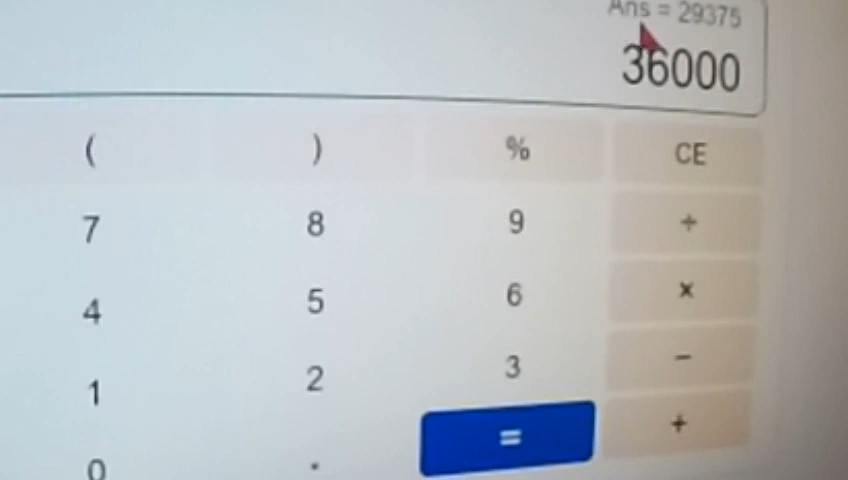 Ans = 29375
36000
( ) % CE
7 8 9 ÷
4 5 6 ×
1 2 3 −
0 . = +